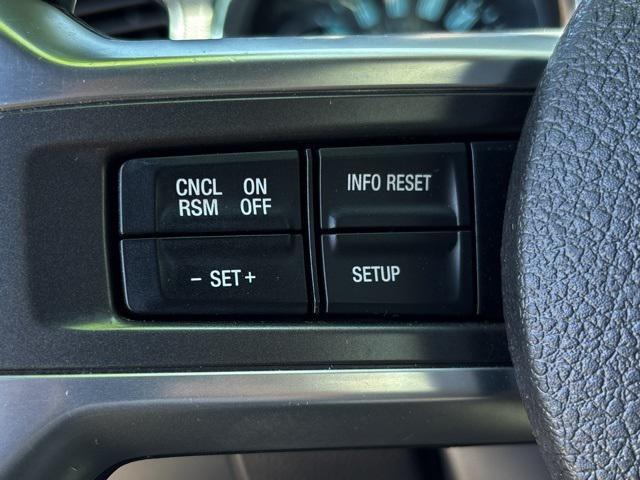 CNCL ON
RSM OFF
INFO RESET
- SET +
SETUP